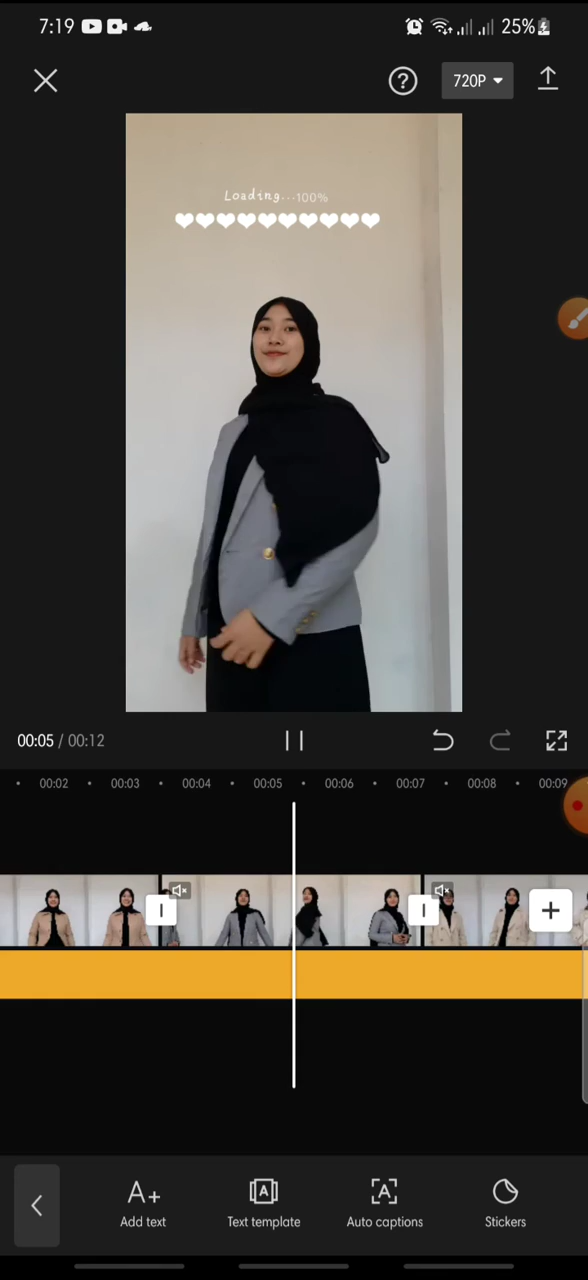 7:19
25%
720P
Loading...100%
00:05 / 00:12
00:02
00:03
00:04
00:05
00:06
00:07
00:08
00:09
A+
Add text
A
Text template
A
Auto captions
Stickers